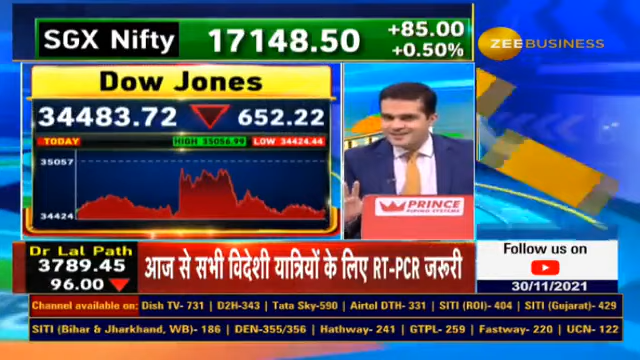 SGX Nifty 17148.50 +85.00 +0.50%
ZEE BUSINESS
Dow Jones
34483.72 652.22
TODAY HIGH 35056.99 LOW 34424.44
35057
34424
PRINCE
PIPING SYSTEMS
Dr Lal Path
3789.45
96.00
आज से सभी विदेशी यात्रियों के लिए RT-PCR जरूरी
Follow us on
30/11/2021
Channel available on: Dish TV- 731 | D2H-343 | Tata Sky-590 | Airtel DTH- 331 | SITI (ROI)- 404 | SITI (Gujarat)- 429
SITI (Bihar & Jharkhand, WB)- 186 | DEN-355/356 | Hathway- 241 | GTPL- 259 | Fastway- 220 | UCN- 122